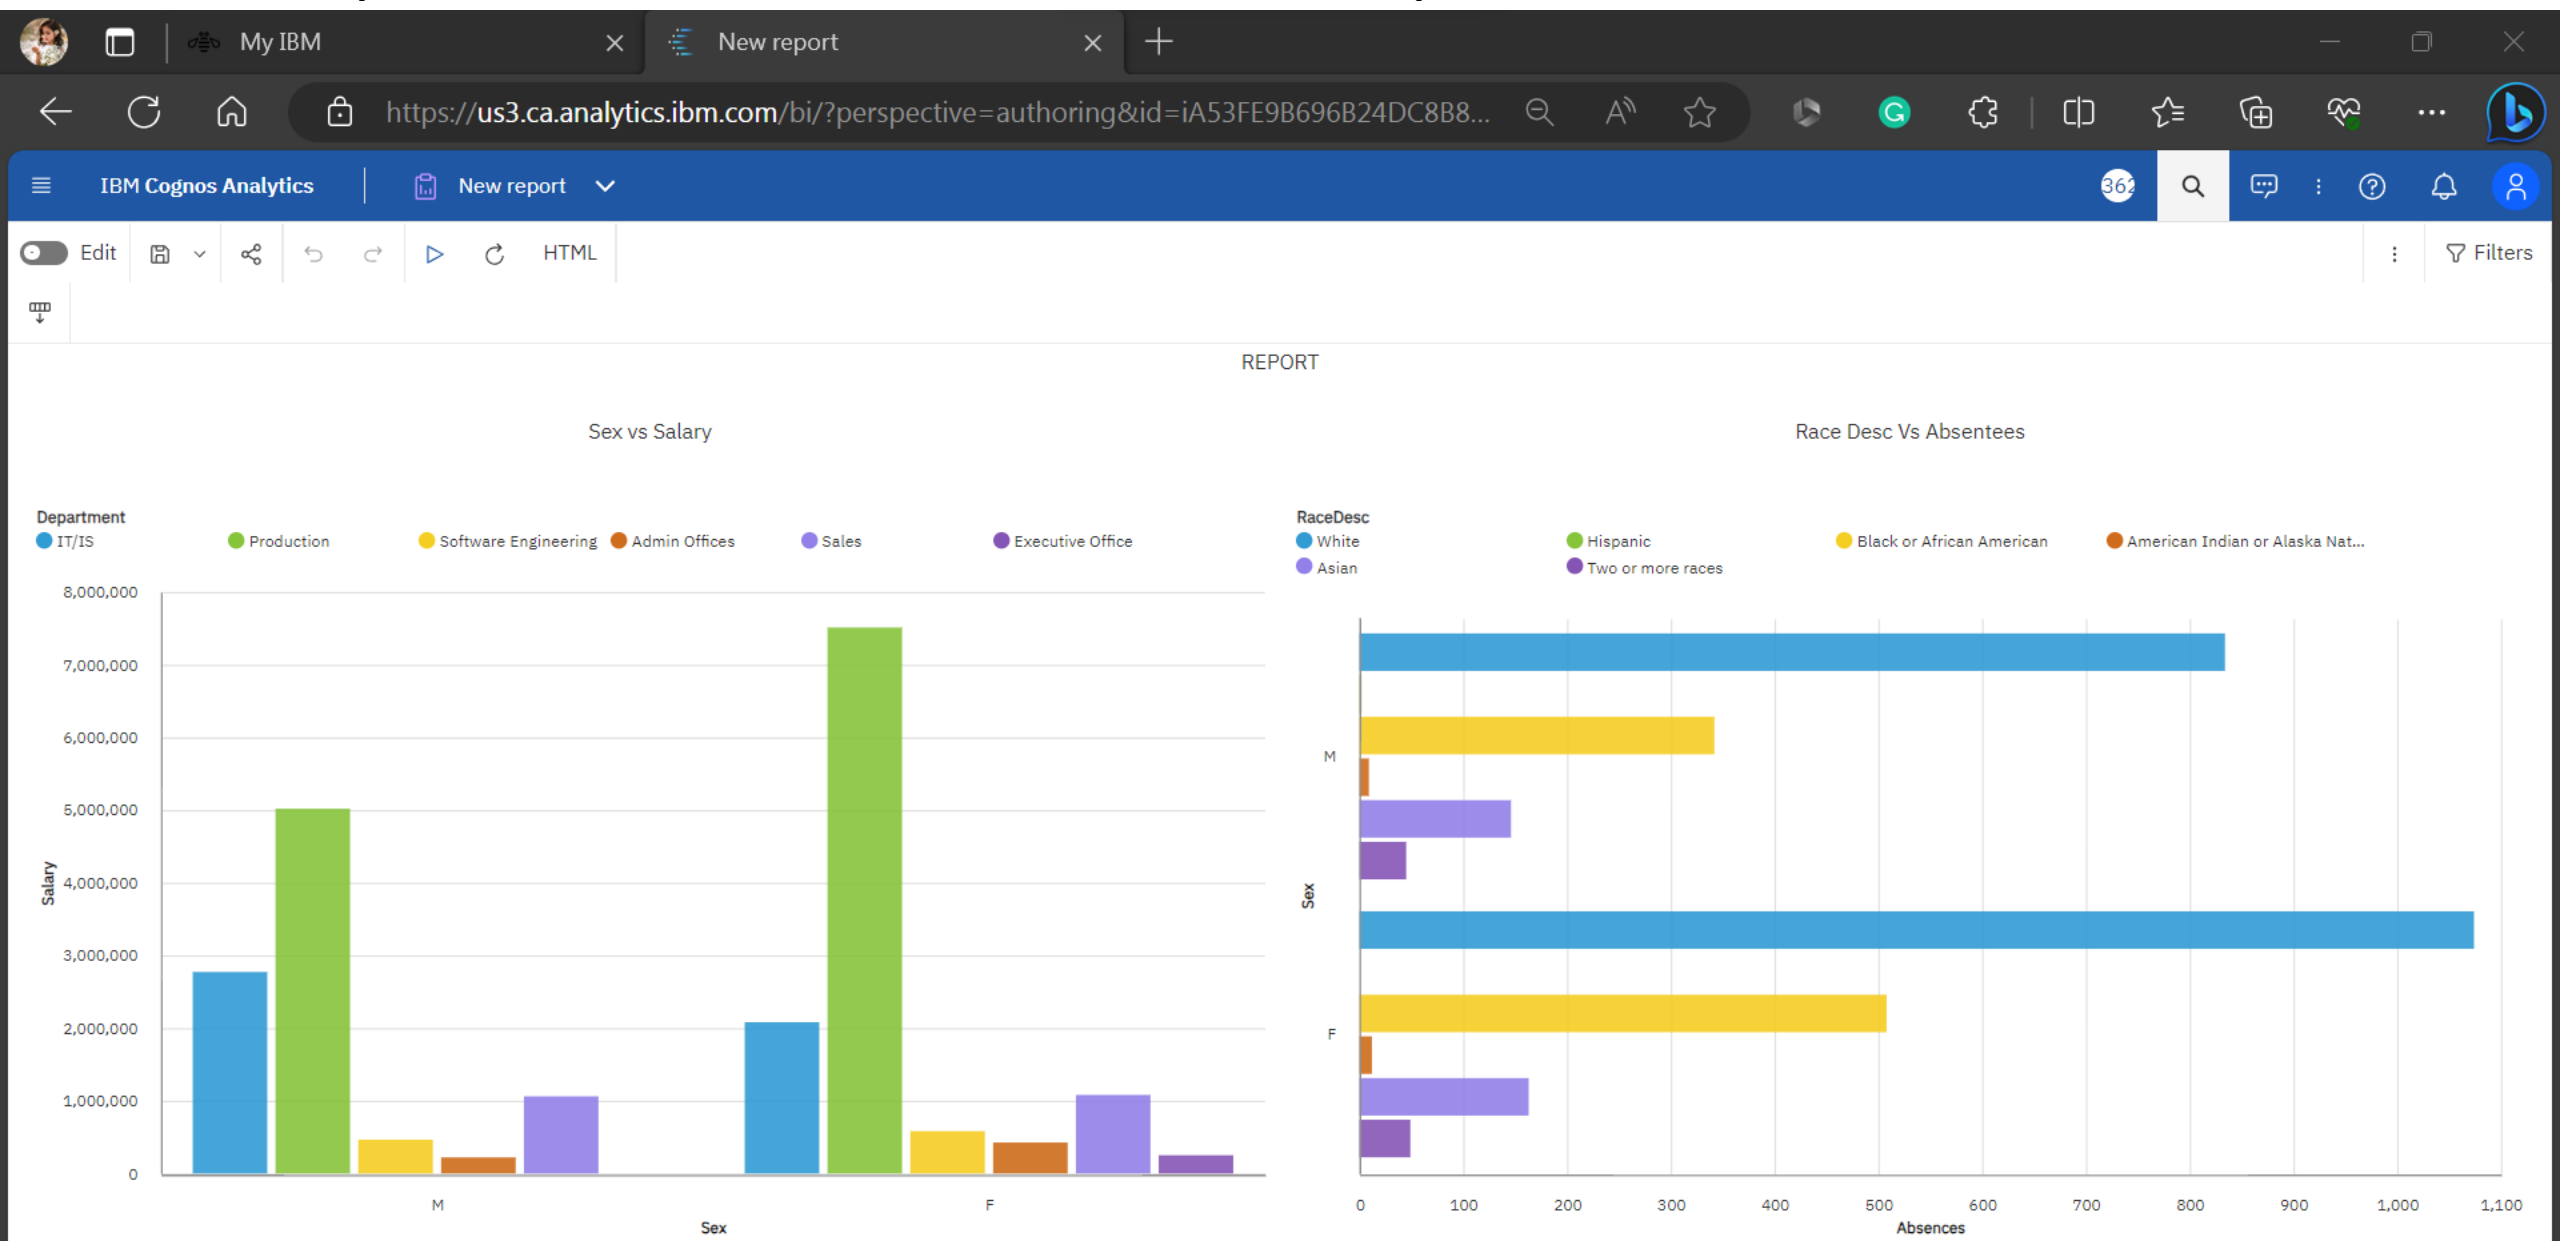 My IBM
New report
https://us3.ca.analytics.ibm.com/bi/?perspective=authoring&id=iA53FE9B696B24DC8B8...
IBM Cognos Analytics
New report
362
Edit
HTML
Filters
REPORT
Sex vs Salary
Department
IT/IS Production Software Engineering Admin Offices Sales Executive Office
8,000,000
7,000,000
6,000,000
5,000,000
4,000,000
3,000,000
2,000,000
1,000,000
0
Salary
M F
Sex
Race Desc Vs Absentees
RaceDesc
White Hispanic Black or African American American Indian or Alaska Nat...
Asian Two or more races
M
Sex
F
0 100 200 300 400 500 600 700 800 900 1,000 1,100
Absences